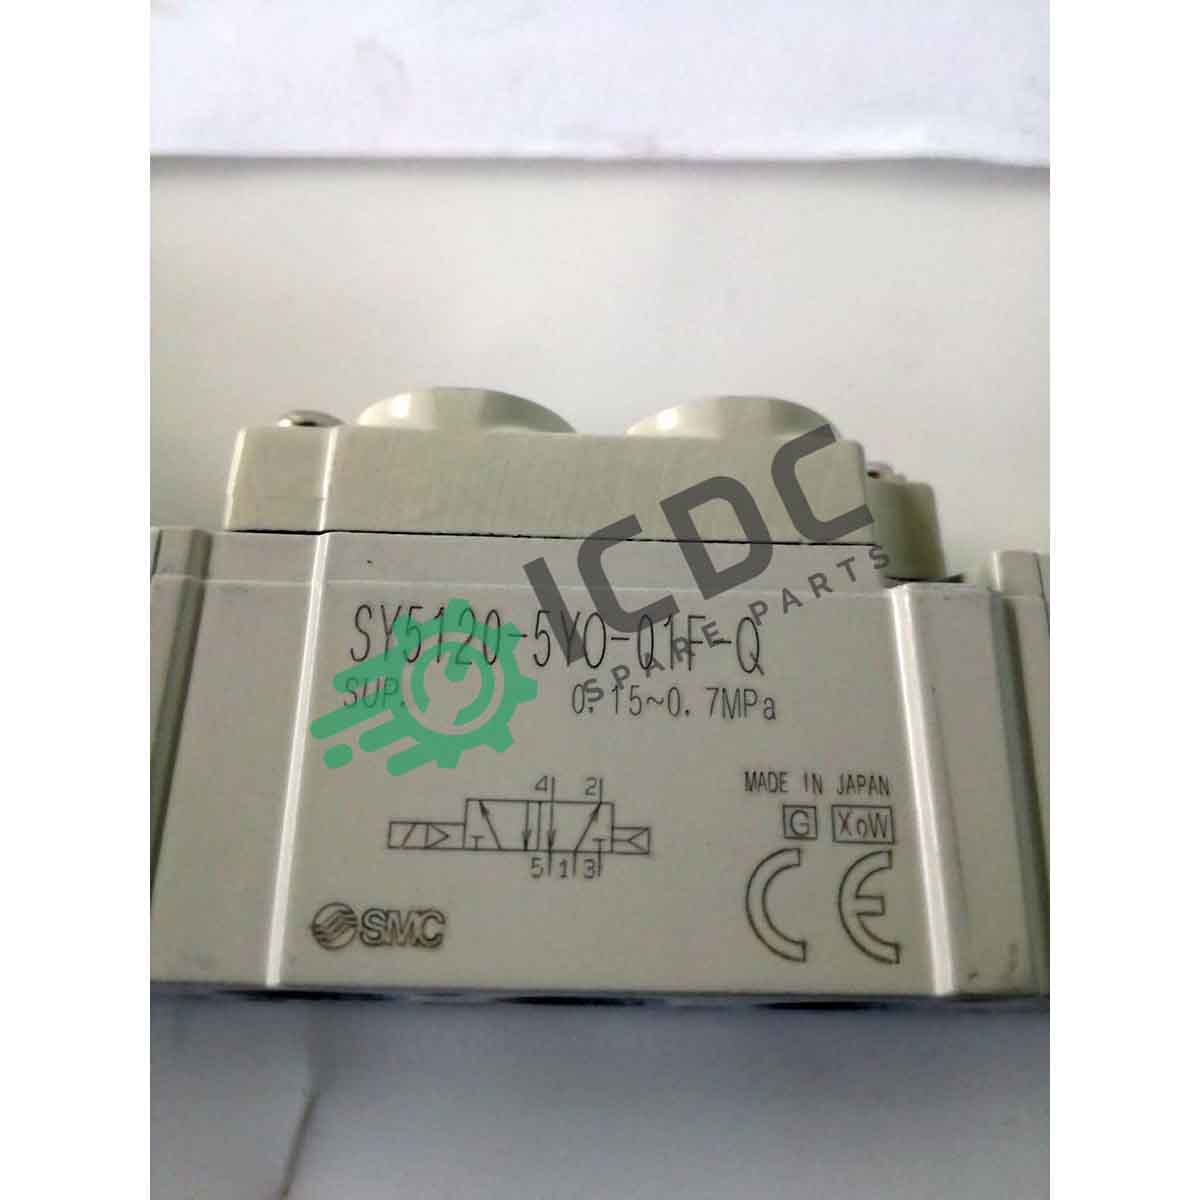 SY5120-5YO-01F-Q
SUP. 0.15~0.7MPa
MADE IN JAPAN
G XoW
4 2
5 1 3
CE
SMC
ICDC
SPARE PARTS